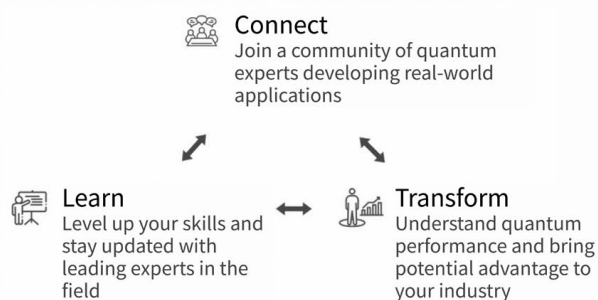 Connect
Join a community of quantum
experts developing real-world
applications
Learn
Level up your skills and
stay updated with
leading experts in the
field
Transform
Understand quantum
performance and bring
potential advantage to
your industry